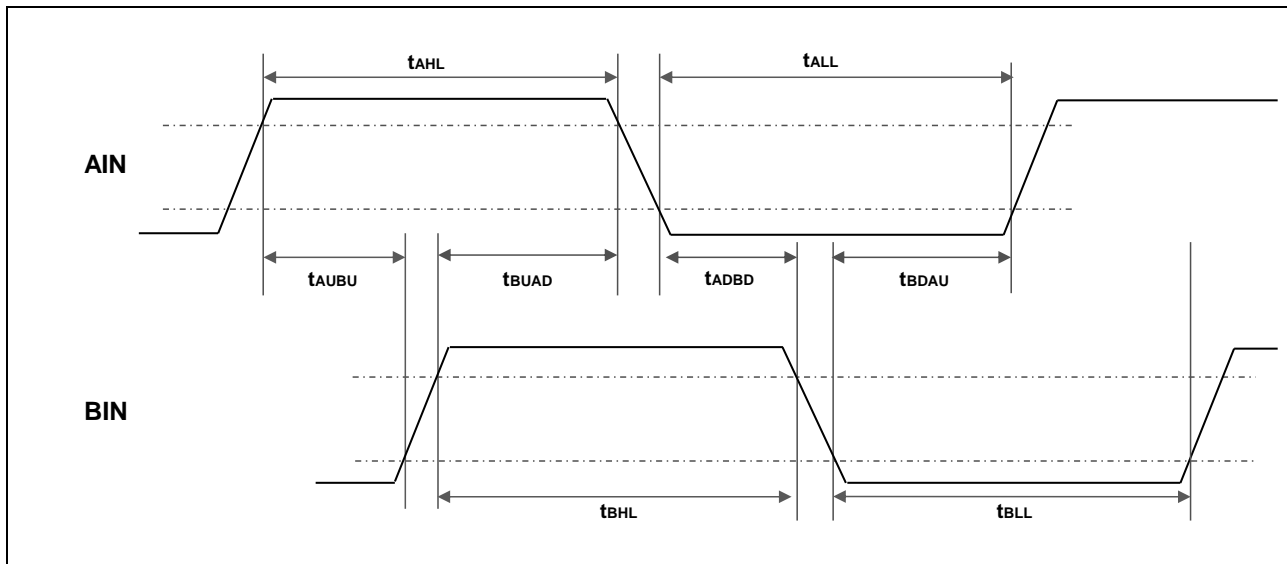 tAHL
tALL
AIN
tAUBU
tBUAD
tADBD
tBDAU
BIN
tBHL
tBLL